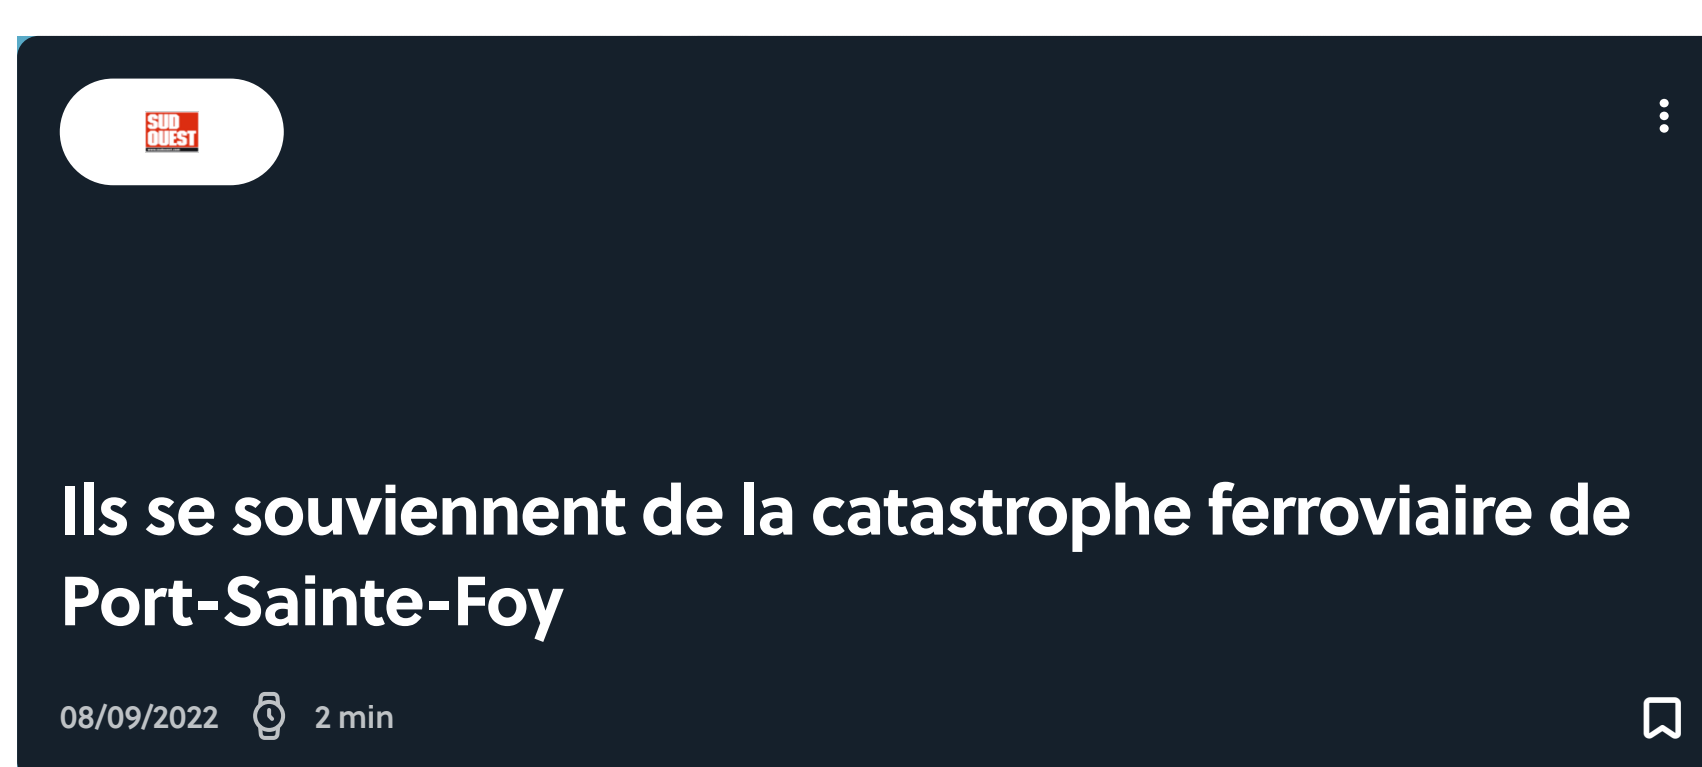 SUD
OUEST
Ils se souviennent de la catastrophe ferroviaire de
Port-Sainte-Foy
08/09/2022 2 min